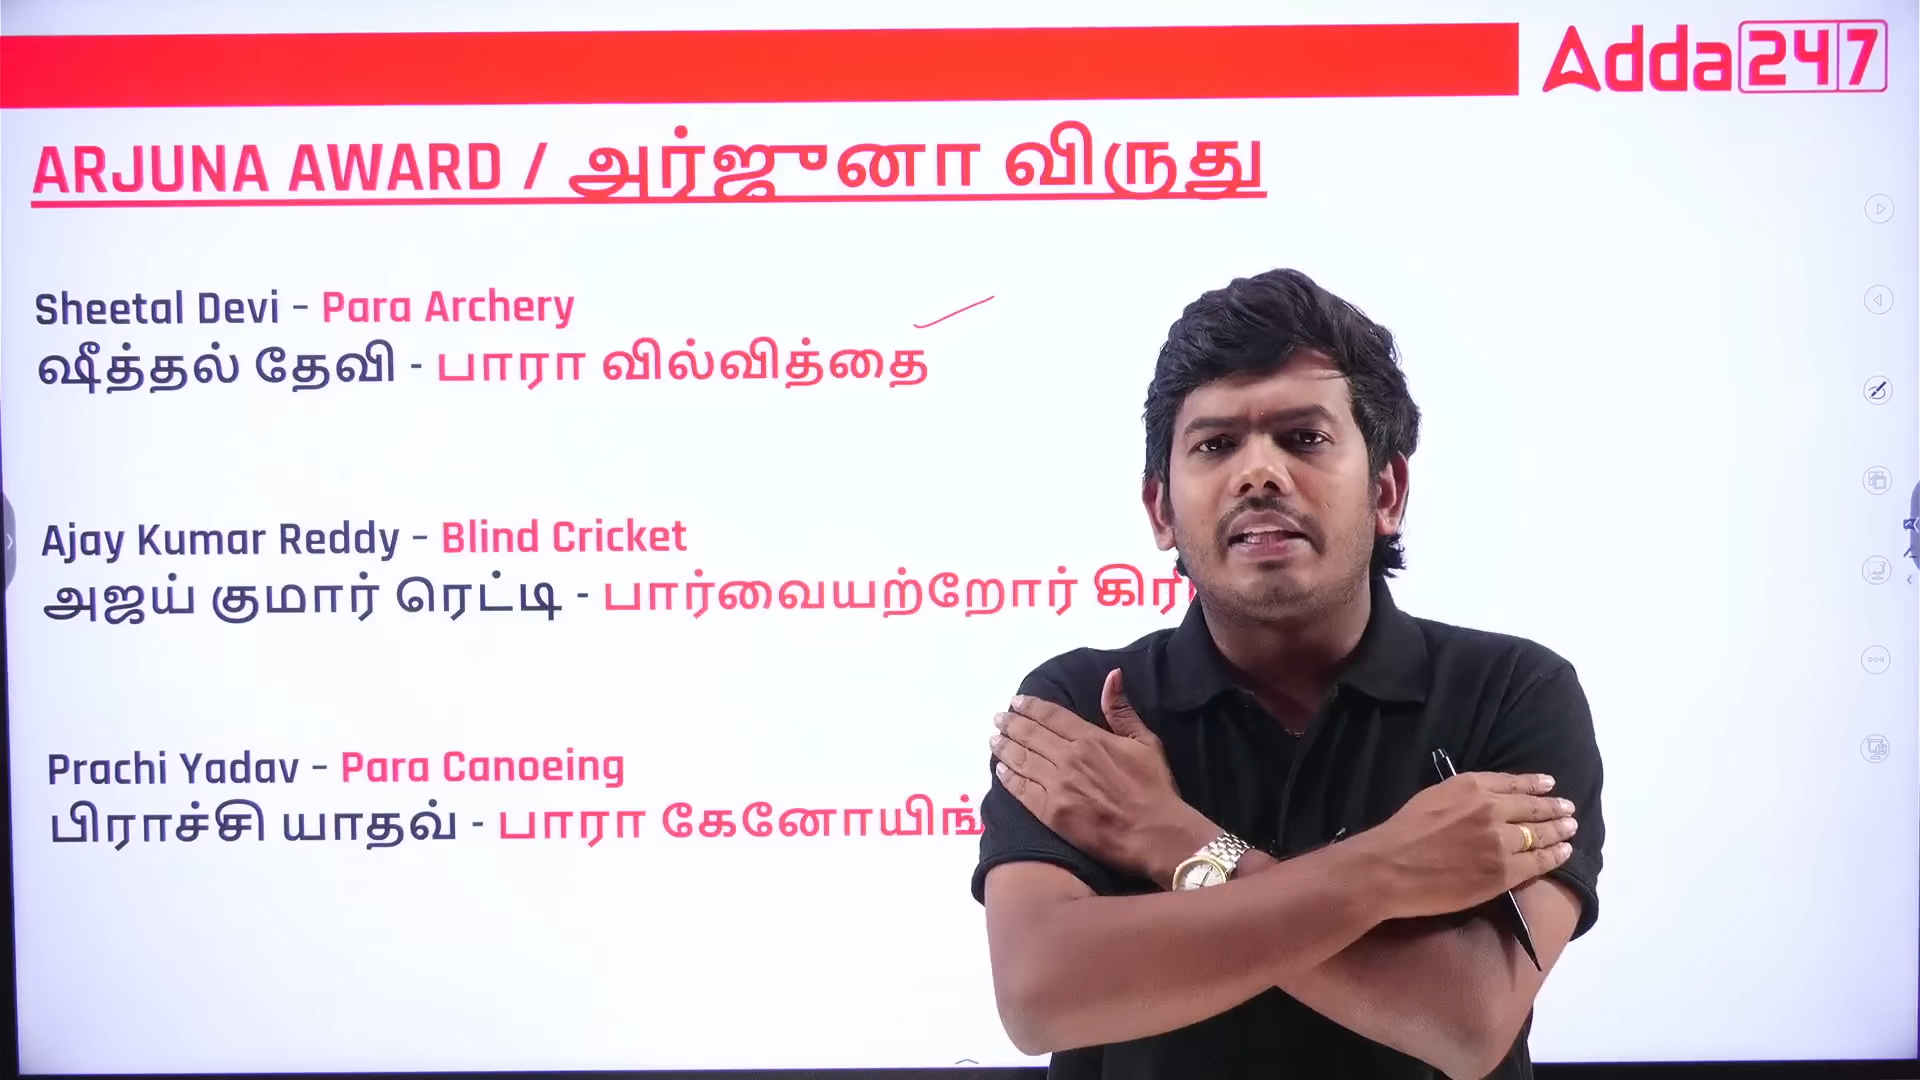 Adda247
ARJUNA AWARD / அர்ஜுனா விருது
Sheetal Devi – Para Archery
ஷீத்தல் தேவி - பாரா வில்வித்தை
Ajay Kumar Reddy – Blind Cricket
அஜய் குமார் ரெட்டி - பார்வையற்றோர்
Prachi Yadav – Para Canoeing
பிராச்சி யாதவ் - பாரா கேனோயிங்